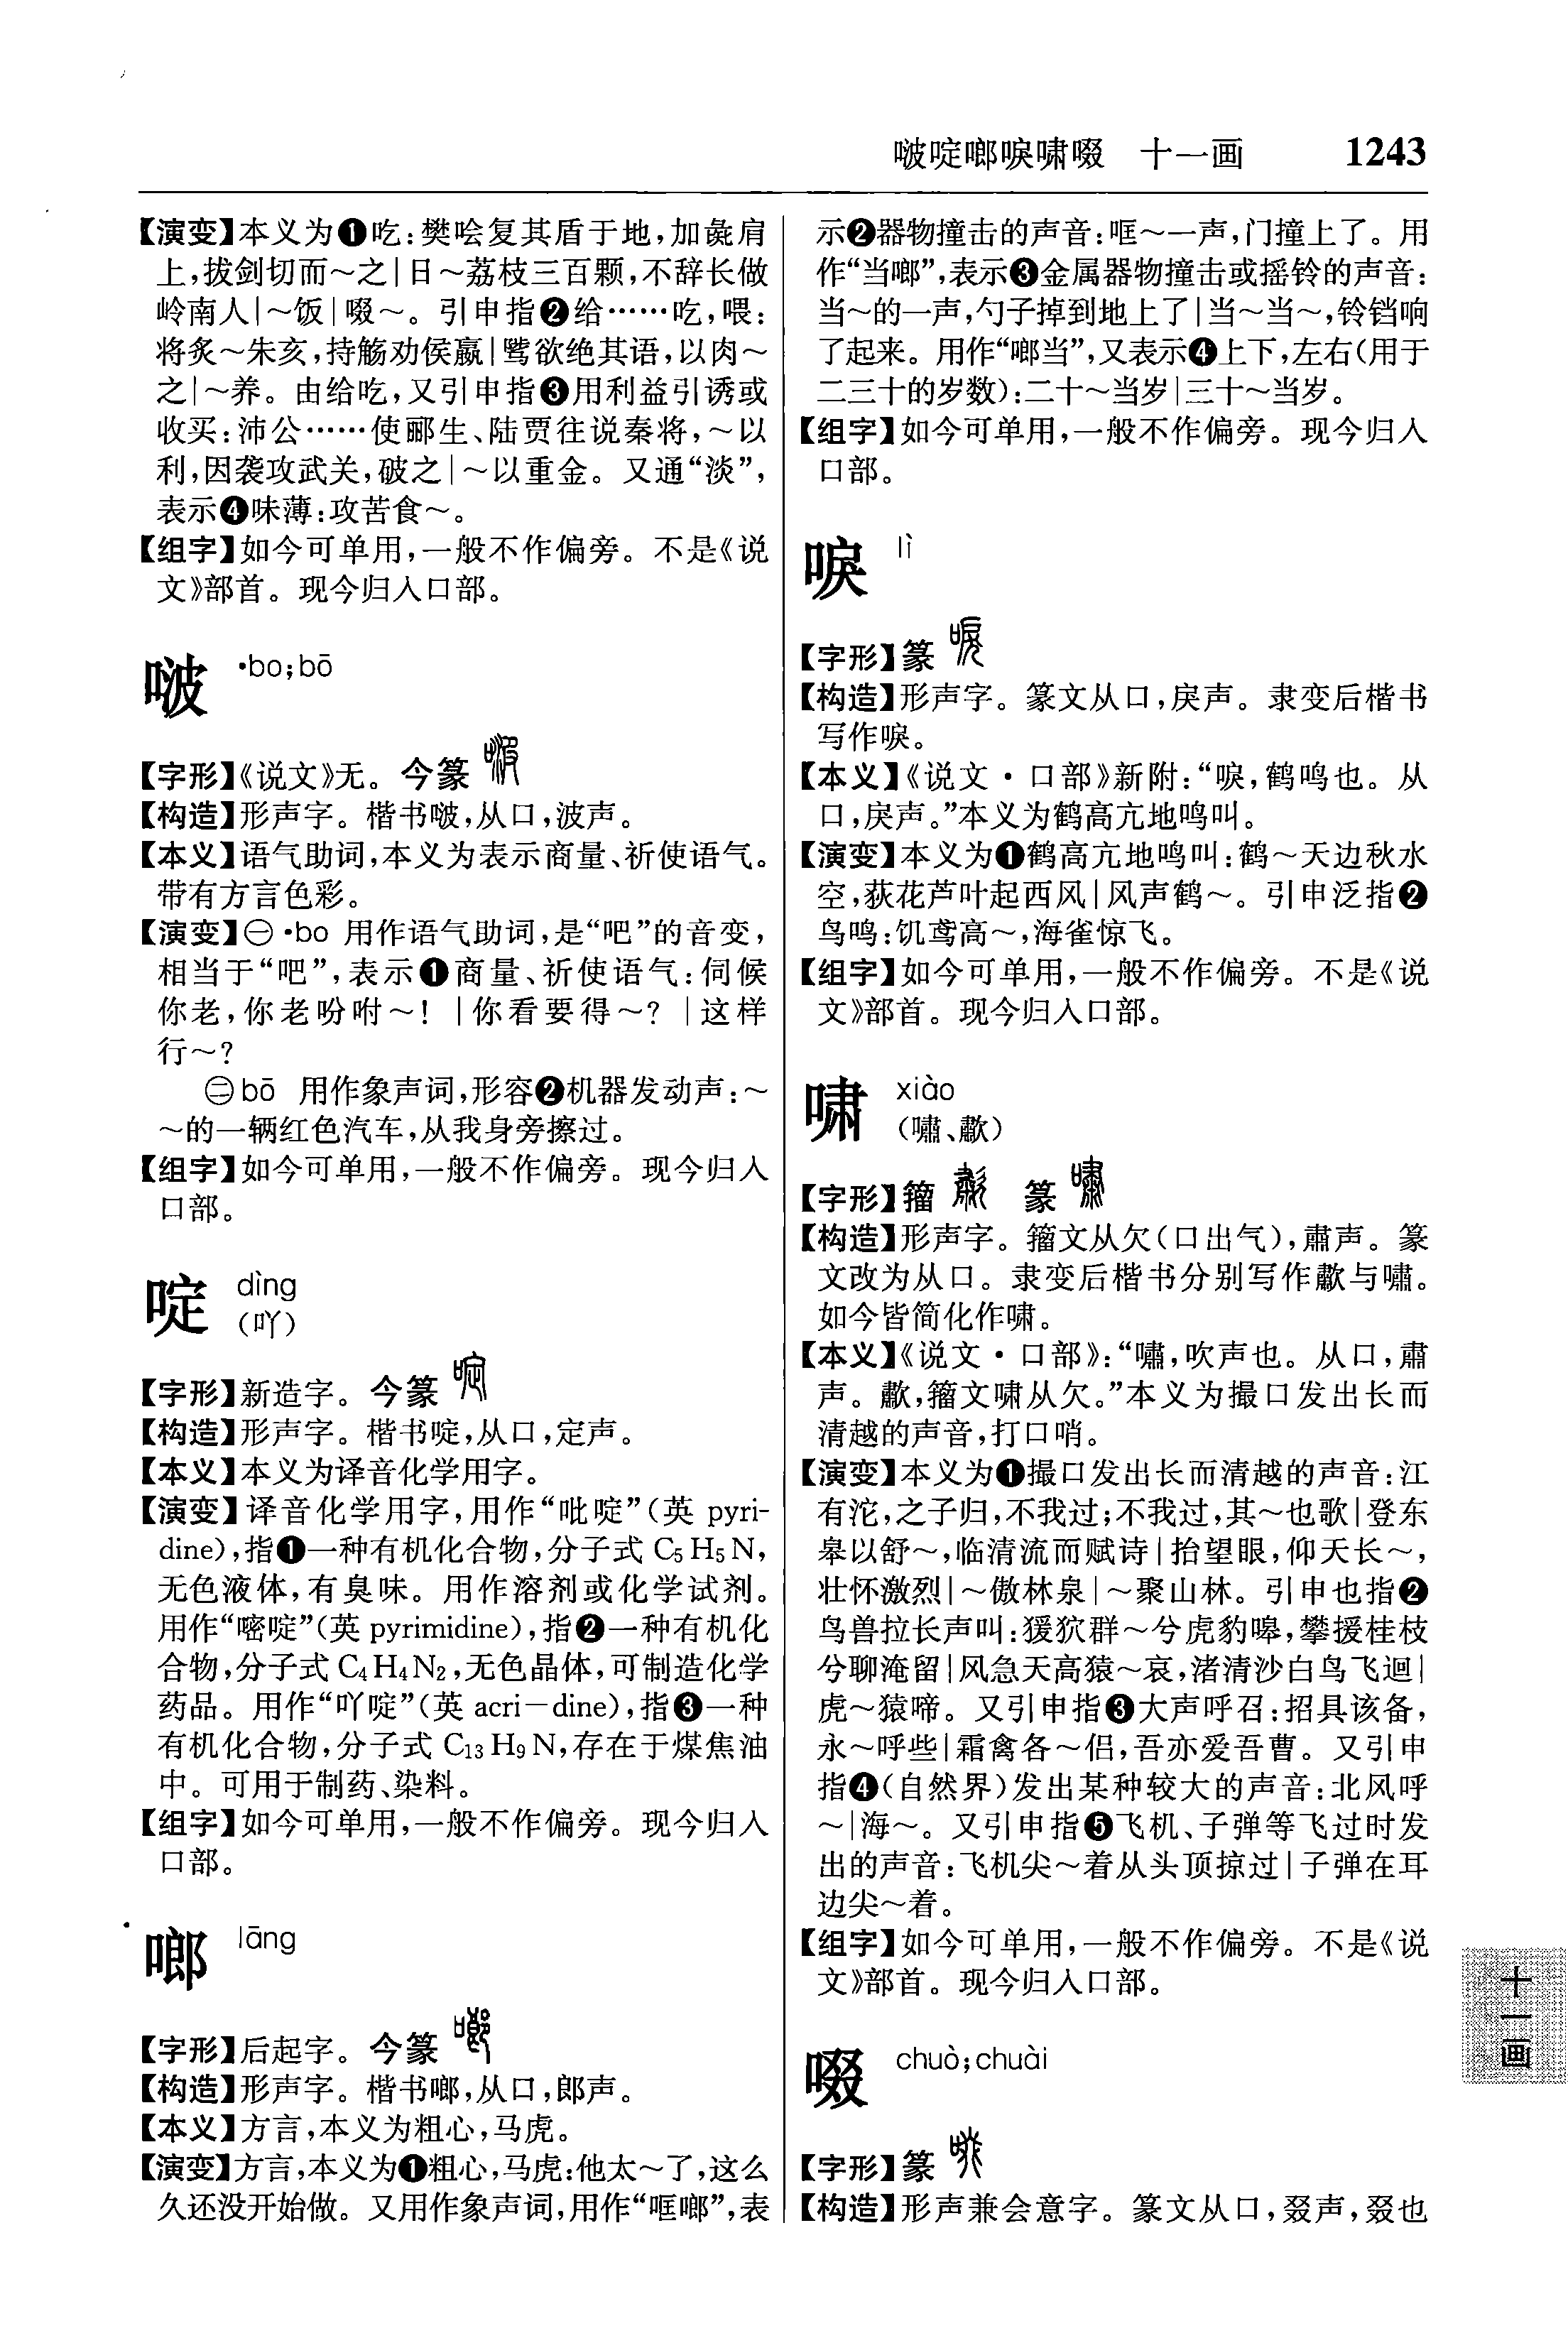 啵啶啷唳啸啜 十一画 1243
【演变】本义为❶吃:樊哙复其盾于地,加彘肩
上,拔剑切而～之|日～荔枝三百颗,不辞长做
岭南人|～饭|啜～。引申指❷给……吃,喂:
将炙～朱亥,持觞劝侯嬴|鸷欲绝其语,以肉～
之|～养。由给吃,又引申指❸用利益引诱或
收买:沛公……使郦生、陆贾往说秦将,～以
利,因袭攻武关,破之|～以重金。又通“淡”,
表示❹味薄:攻苦食～。
【组字】如今可单用,一般不作偏旁。不是《说
文》部首。现今归入口部。
啵 ·bo;bō
【字形】《说文》无。今篆
【构造】形声字。楷书啵,从口,波声。
【本义】语气助词,本义为表示商量、祈使语气。
带有方言色彩。
【演变】㊀·bo 用作语气助词,是“吧”的音变,
相当于“吧”,表示❶商量、祈使语气:伺候
你老,你老吩咐～!|你看要得～?|这样
行～?
㊁bō 用作象声词,形容❷机器发动声:～
～的一辆红色汽车,从我身旁擦过。
【组字】如今可单用,一般不作偏旁。现今归入
口部。
啶 dìng
(吖)
【字形】新造字。今篆
【构造】形声字。楷书啶,从口,定声。
【本义】本义为译音化学用字。
【演变】译音化学用字,用作“吡啶”(英 pyri-
dine),指❶一种有机化合物,分子式 C₅H₅N,
无色液体,有臭味。用作溶剂或化学试剂。
用作“嘧啶”(英 pyrimidine),指❷一种有机化
合物,分子式 C₄H₄N₂,无色晶体,可制造化学
药品。用作“吖啶”(英 acri-dine),指❸一种
有机化合物,分子式 C₁₃H₉N,存在于煤焦油
中。可用于制药、染料。
【组字】如今可单用,一般不作偏旁。现今归入
口部。
啷 lāng
【字形】后起字。今篆
【构造】形声字。楷书啷,从口,郎声。
【本义】方言,本义为粗心,马虎。
【演变】方言,本义为❶粗心,马虎:他太～了,这么
久还没开始做。又用作象声词,用作“哐啷”,表
示❷器物撞击的声音:哐～一声,门撞上了。用
作“当啷”,表示❸金属器物撞击或摇铃的声音:
当～的一声,勺子掉到地上了|当～当～,铃铛响
了起来。用作“啷当”,又表示❹上下,左右(用于
二三十的岁数):二十～当岁|三十～当岁。
【组字】如今可单用,一般不作偏旁。现今归入
口部。
唳 lì
【字形】篆
【构造】形声字。篆文从口,戾声。隶变后楷书
写作唳。
【本义】《说文·口部》新附:“唳,鹤鸣也。从
口,戾声。”本义为鹤高亢地鸣叫。
【演变】本义为❶鹤高亢地鸣叫:鹤～天边秋水
空,荻花芦叶起西风|风声鹤～。引申泛指❷
鸟鸣:饥鸢高～,海雀惊飞。
【组字】如今可单用,一般不作偏旁。不是《说
文》部首。现今归入口部。
啸 xiào
(嘯、歗)
【字形】籀 篆
【构造】形声字。籀文从欠(口出气),肅声。篆
文改为从口。隶变后楷书分别写作歗与嘯。
如今皆简化作啸。
【本义】《说文·口部》:“嘯,吹声也。从口,肅
声。歗,籀文啸从欠。”本义为撮口发出长而
清越的声音,打口哨。
【演变】本义为❶撮口发出长而清越的声音:江
有沱,之子归,不我过;不我过,其～也歌|登东
皋以舒～,临清流而赋诗|抬望眼,仰天长～,
壮怀激烈|～傲林泉|～聚山林。引申也指❷
鸟兽拉长声叫:猨狖群～兮虎豹嗥,攀援桂枝
兮聊淹留|风急天高猿～哀,渚清沙白鸟飞迴|
虎～猿啼。又引申指❸大声呼召:招具该备,
永～呼些|霜禽各～侣,吾亦爱吾曹。又引申
指❹(自然界)发出某种较大的声音:北风呼
～|海～。又引申指❺飞机、子弹等飞过时发
出的声音:飞机尖～着从头顶掠过|子弹在耳
边尖～着。
【组字】如今可单用,一般不作偏旁。不是《说
文》部首。现今归入口部。
啜 chuò;chuài
【字形】篆
【构造】形声兼会意字。篆文从口,叕声,叕也
十一画